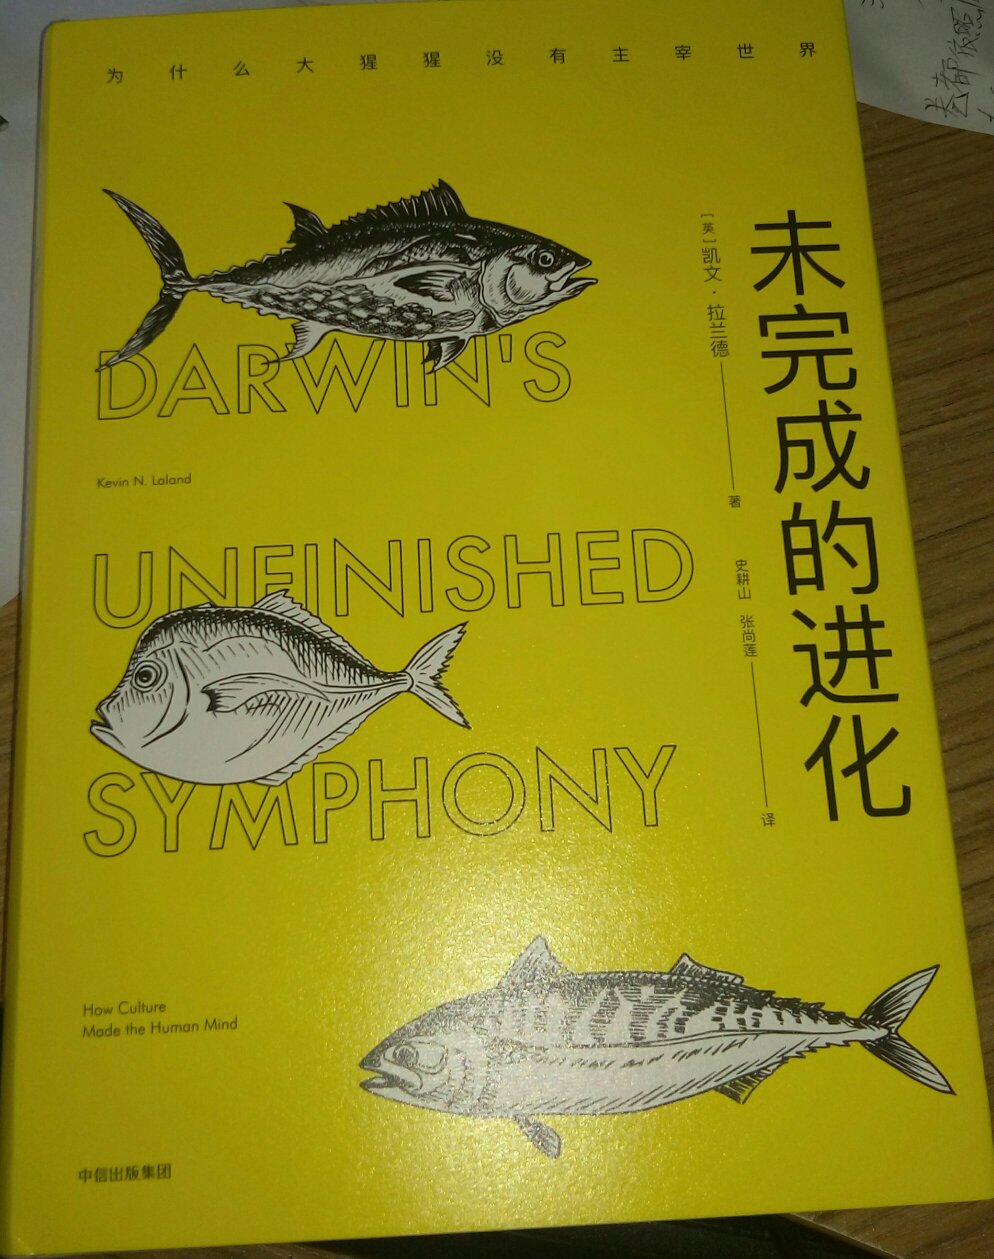 为什么大猩猩没有主宰世界
未完成的进化
[英]凯文·拉兰德 著
史耕山 张尚莲 译
DARWIN'S
Kevin N. Laland
UNFINISHED
SYMPHONY
How Culture
Made the Human Mind
中信出版集团